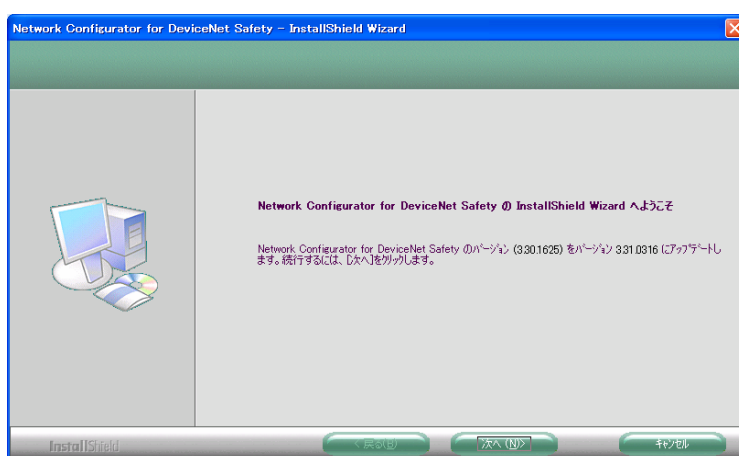 Network Configurator for DeviceNet Safety - InstallShield Wizard
Network Configurator for DeviceNet Safety の InstallShield Wizard へようこそ
Network Configurator for DeviceNet Safety のバージョン (3.30.1625) をバージョン 3.31.0316 にアップデートし
ます。続行するには、[次へ]をクリックします。
InstallShield
< 戻る(B)
次へ (N)>
キャンセル